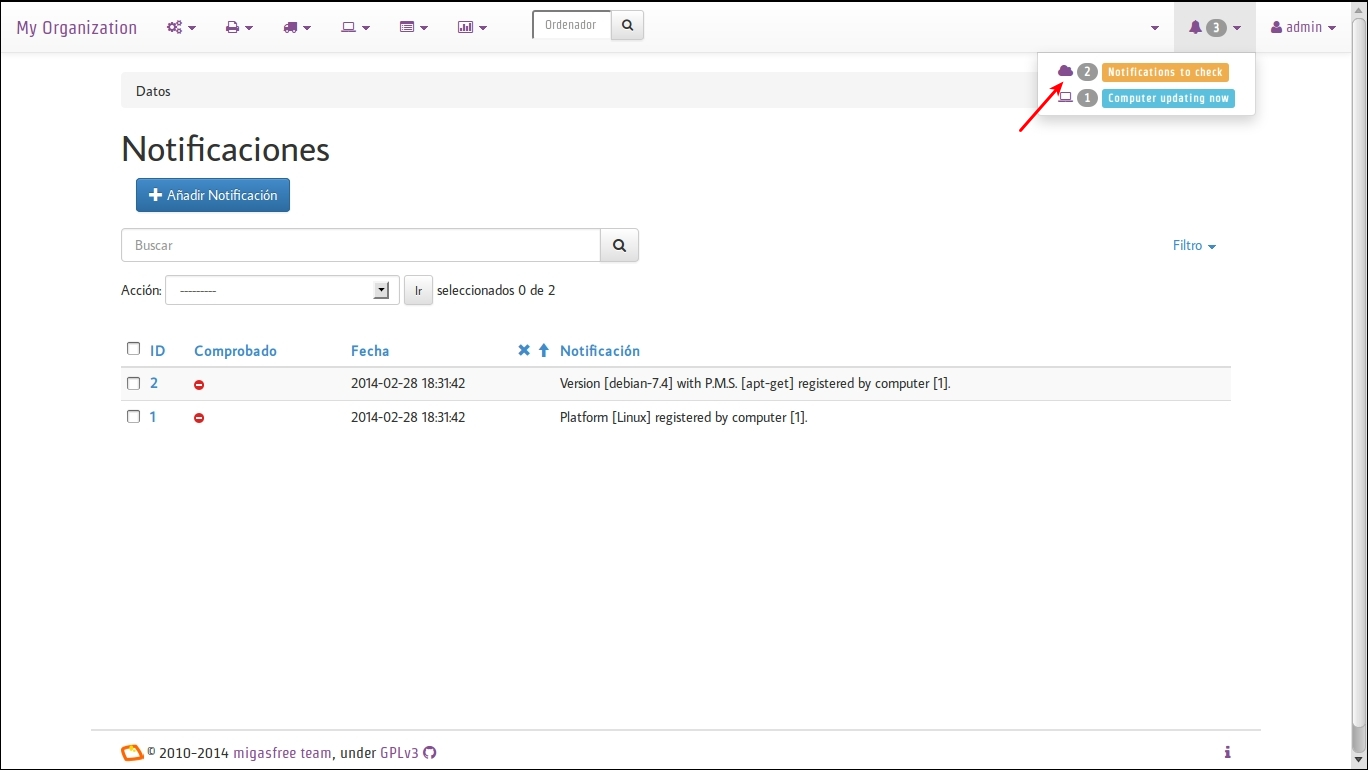 My Organization
Ordenador
3
admin
2 Notifications to check
1 Computer updating now
Datos
Notificaciones
Añadir Notificación
Buscar
Filtro
Acción: --------- Ir seleccionados 0 de 2
ID Comprobado Fecha Notificación
2 2014-02-28 18:31:42 Version [debian-7.4] with P.M.S. [apt-get] registered by computer [1].
1 2014-02-28 18:31:42 Platform [Linux] registered by computer [1].
© 2010-2014 migasfree team, under GPLv3